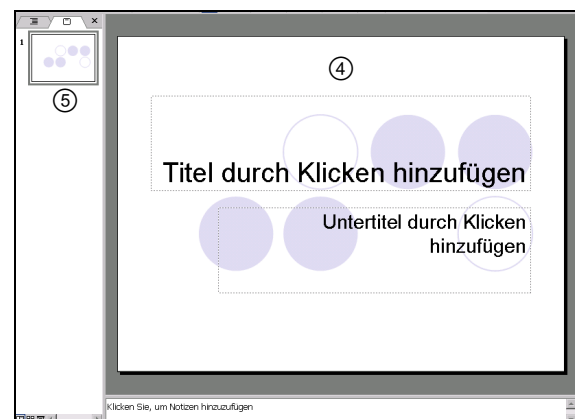 1
④
⑤
Titel durch Klicken hinzufügen
Untertitel durch Klicken
hinzufügen
Klicken Sie, um Notizen hinzuzufügen